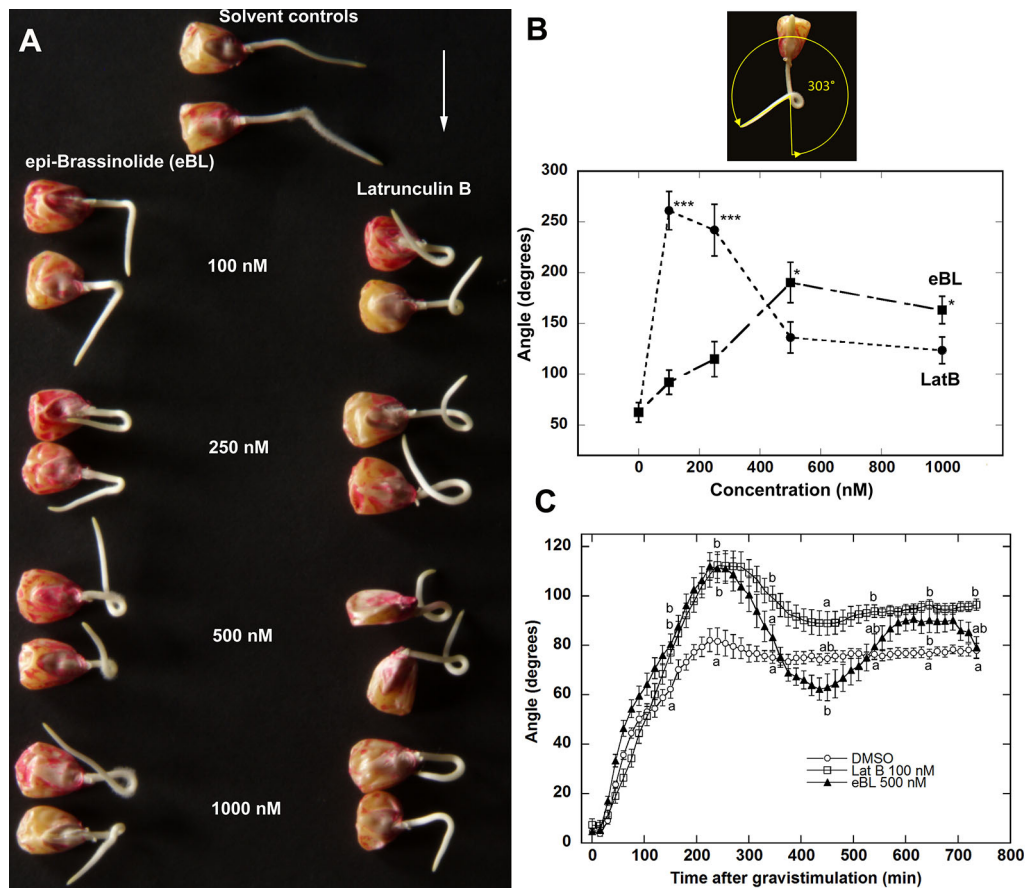 A
Solvent controls
epi-Brassinolide (eBL)
Latrunculin B
100 nM
250 nM
500 nM
1000 nM
B
303°
300
250
200
150
100
50
Angle (degrees)
***
***
*
*
eBL
LatB
0 200 400 600 800 1000
Concentration (nM)
C
120
100
80
60
40
20
0
Angle (degrees)
b
b
b
a
b
a
a
ab
b
b
ab
a
b
a
b
ab
a
DMSO
Lat B 100 nM
eBL 500 nM
0 100 200 300 400 500 600 700 800
Time after gravistimulation (min)